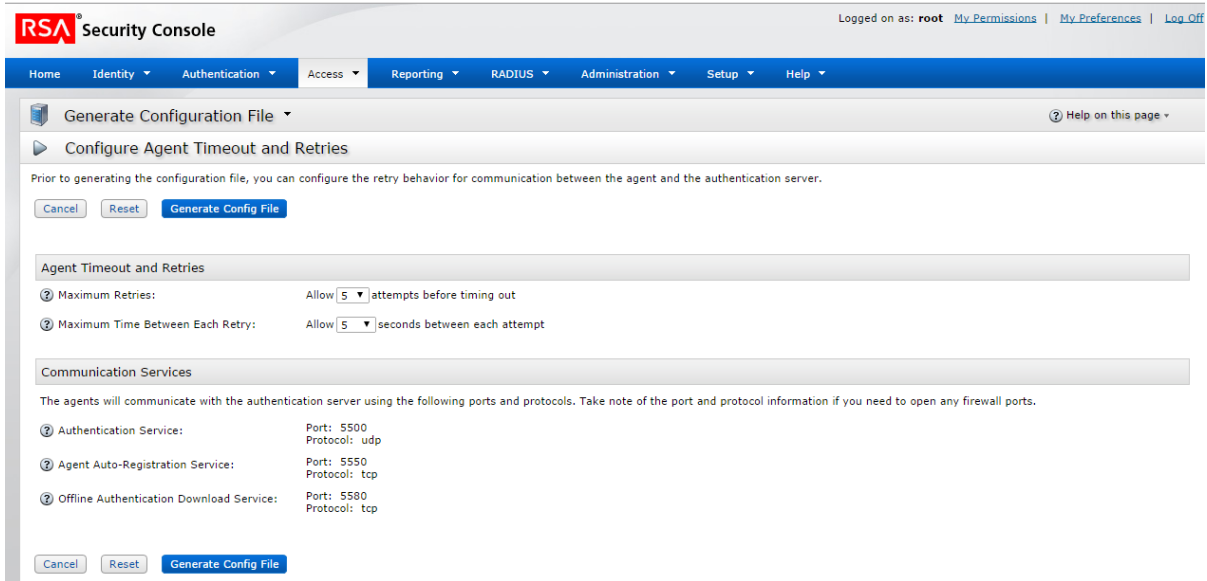 Logged on as: root My Permissions | My Preferences | Log Off
RSA® Security Console
Home Identity Authentication Access Reporting RADIUS Administration Setup Help
Generate Configuration File
? Help on this page
Configure Agent Timeout and Retries
Prior to generating the configuration file, you can configure the retry behavior for communication between the agent and the authentication server.
Cancel Reset Generate Config File
Agent Timeout and Retries
? Maximum Retries: Allow 5 attempts before timing out
? Maximum Time Between Each Retry: Allow 5 seconds between each attempt
Communication Services
The agents will communicate with the authentication server using the following ports and protocols. Take note of the port and protocol information if you need to open any firewall ports.
? Authentication Service: Port: 5500
Protocol: udp
? Agent Auto-Registration Service: Port: 5550
Protocol: tcp
? Offline Authentication Download Service: Port: 5580
Protocol: tcp
Cancel Reset Generate Config File